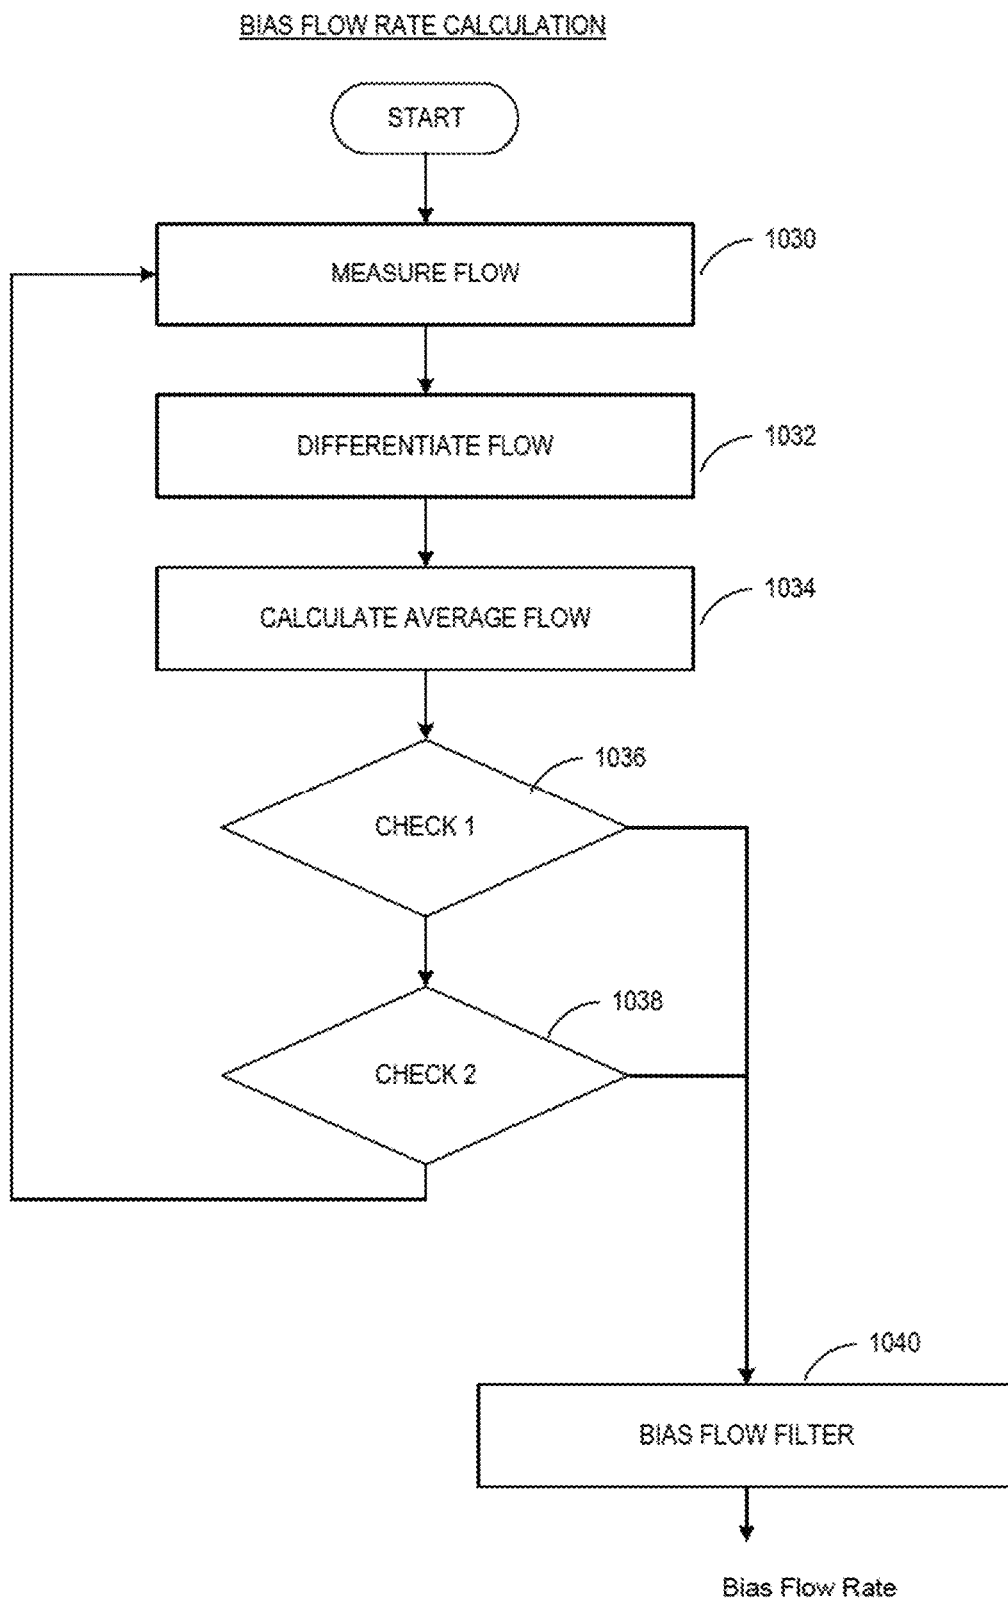 BIAS FLOW RATE CALCULATION
START
1030
MEASURE FLOW
1032
DIFFERENTIATE FLOW
1034
CALCULATE AVERAGE FLOW
1036
CHECK 1
1038
CHECK 2
1040
BIAS FLOW FILTER
Bias Flow Rate